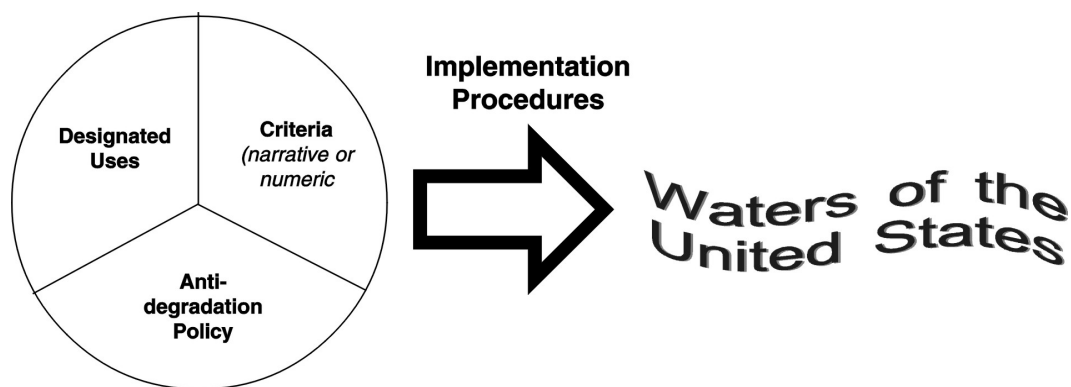 Designated
Uses
Criteria
(narrative or
numeric
Anti-
degradation
Policy
Implementation
Procedures
Waters of the
United States